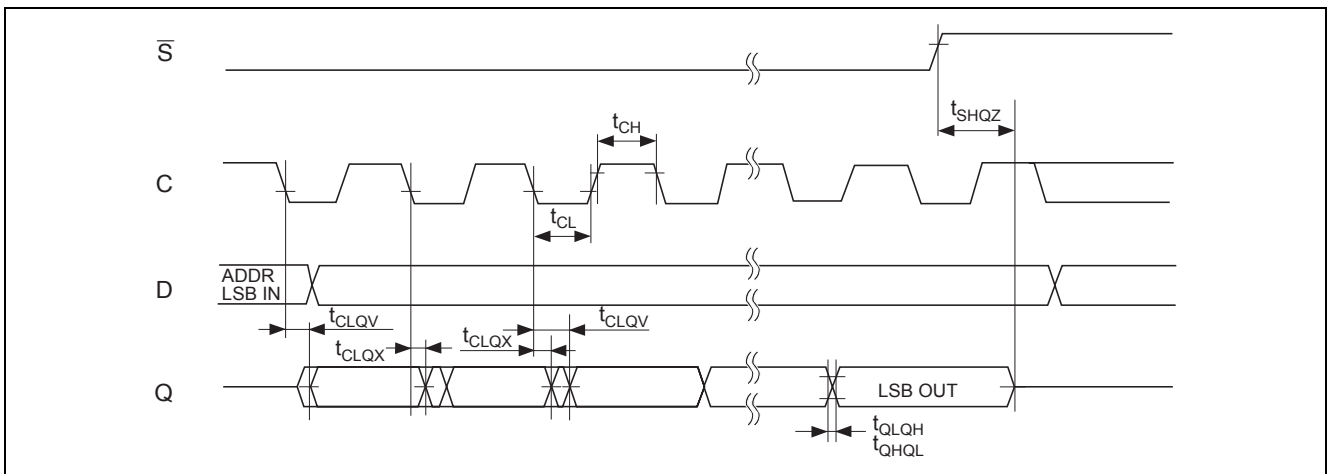 S̅
tSHQZ
tCH
C
tCL
ADDR
LSB IN
D
tCLQV
tCLQX
tCLQX
tCLQV
Q
LSB OUT
tQLQH
tQHQL